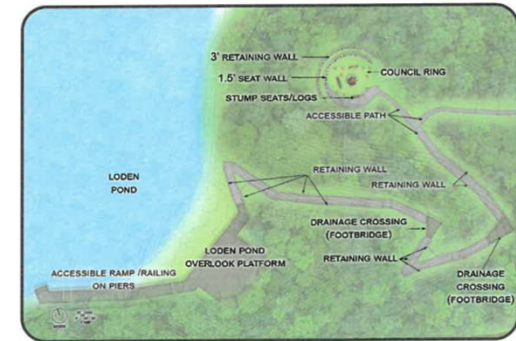 3' RETAINING WALL
1.5' SEAT WALL
COUNCIL RING
STUMP SEATS/LOGS
ACCESSIBLE PATH
RETAINING WALL
LODEN
POND
RETAINING WALL
DRAINAGE CROSSING
(FOOTBRIDGE)
LODEN POND
OVERLOOK PLATFORM
RETAINING WALL
ACCESSIBLE RAMP /RAILING
ON PIERS
DRAINAGE
CROSSING
(FOOTBRIDGE)